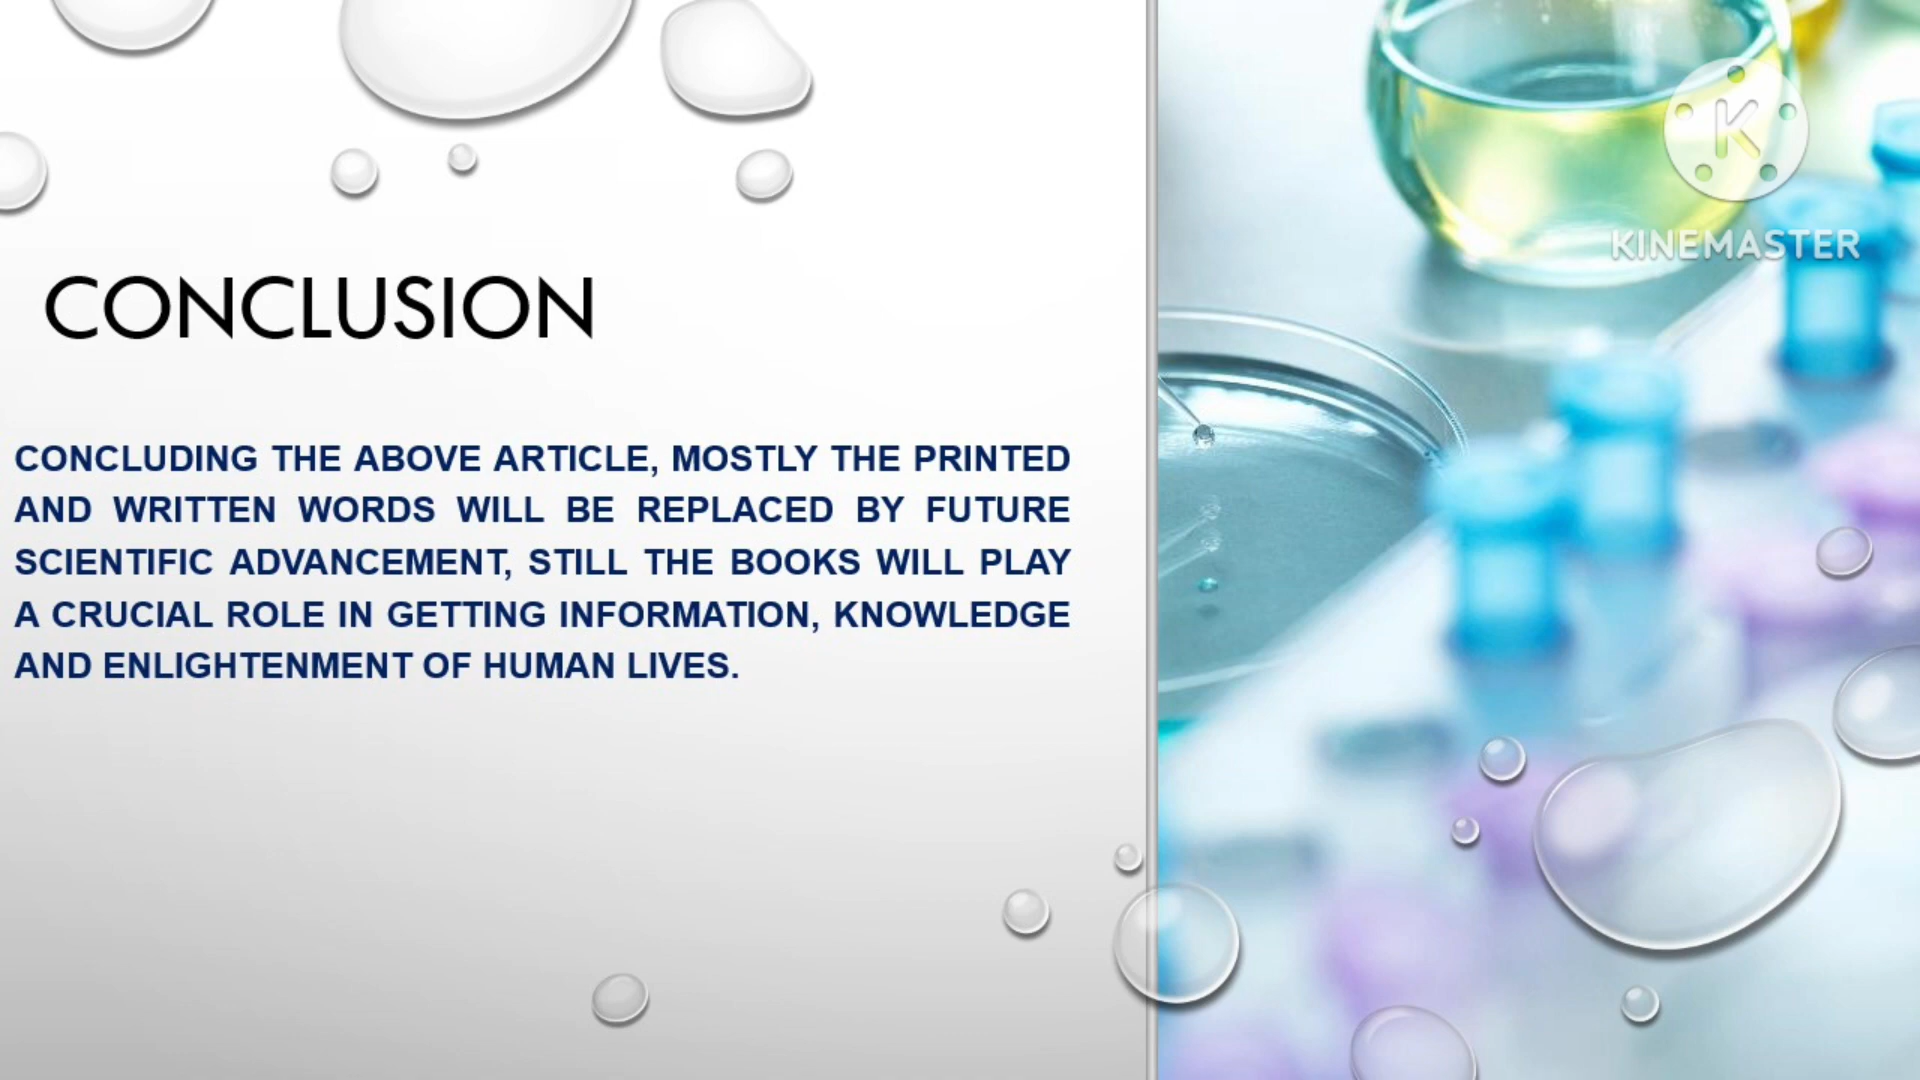 CONCLUSION
CONCLUDING THE ABOVE ARTICLE, MOSTLY THE PRINTED
AND WRITTEN WORDS WILL BE REPLACED BY FUTURE
SCIENTIFIC ADVANCEMENT, STILL THE BOOKS WILL PLAY
A CRUCIAL ROLE IN GETTING INFORMATION, KNOWLEDGE
AND ENLIGHTENMENT OF HUMAN LIVES.
K
KINEMASTER